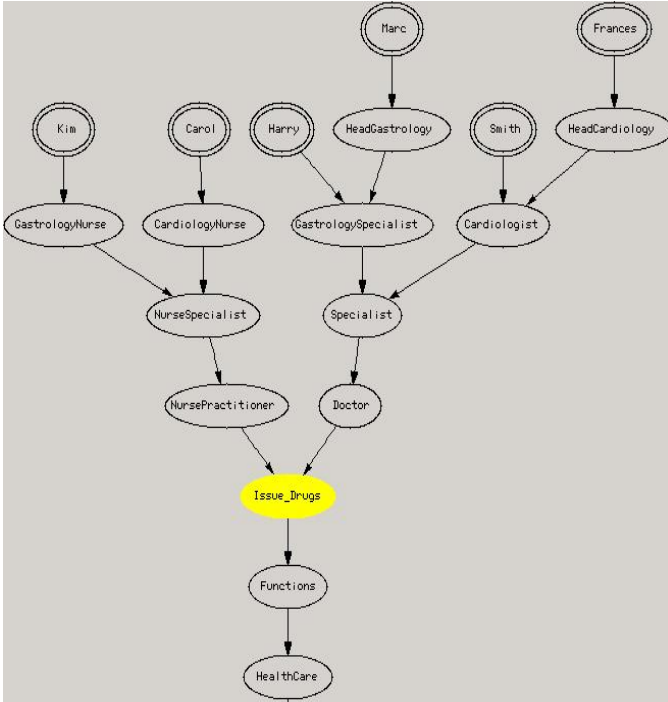 Marc
Frances
Kim
Carol
Harry
HeadGastrology
Smith
HeadCardiology
GastrologyNurse
CardiologyNurse
GastrologySpecialist
Cardiologist
NurseSpecialist
Specialist
NursePractitioner
Doctor
Issue_Drugs
Functions
HealthCare